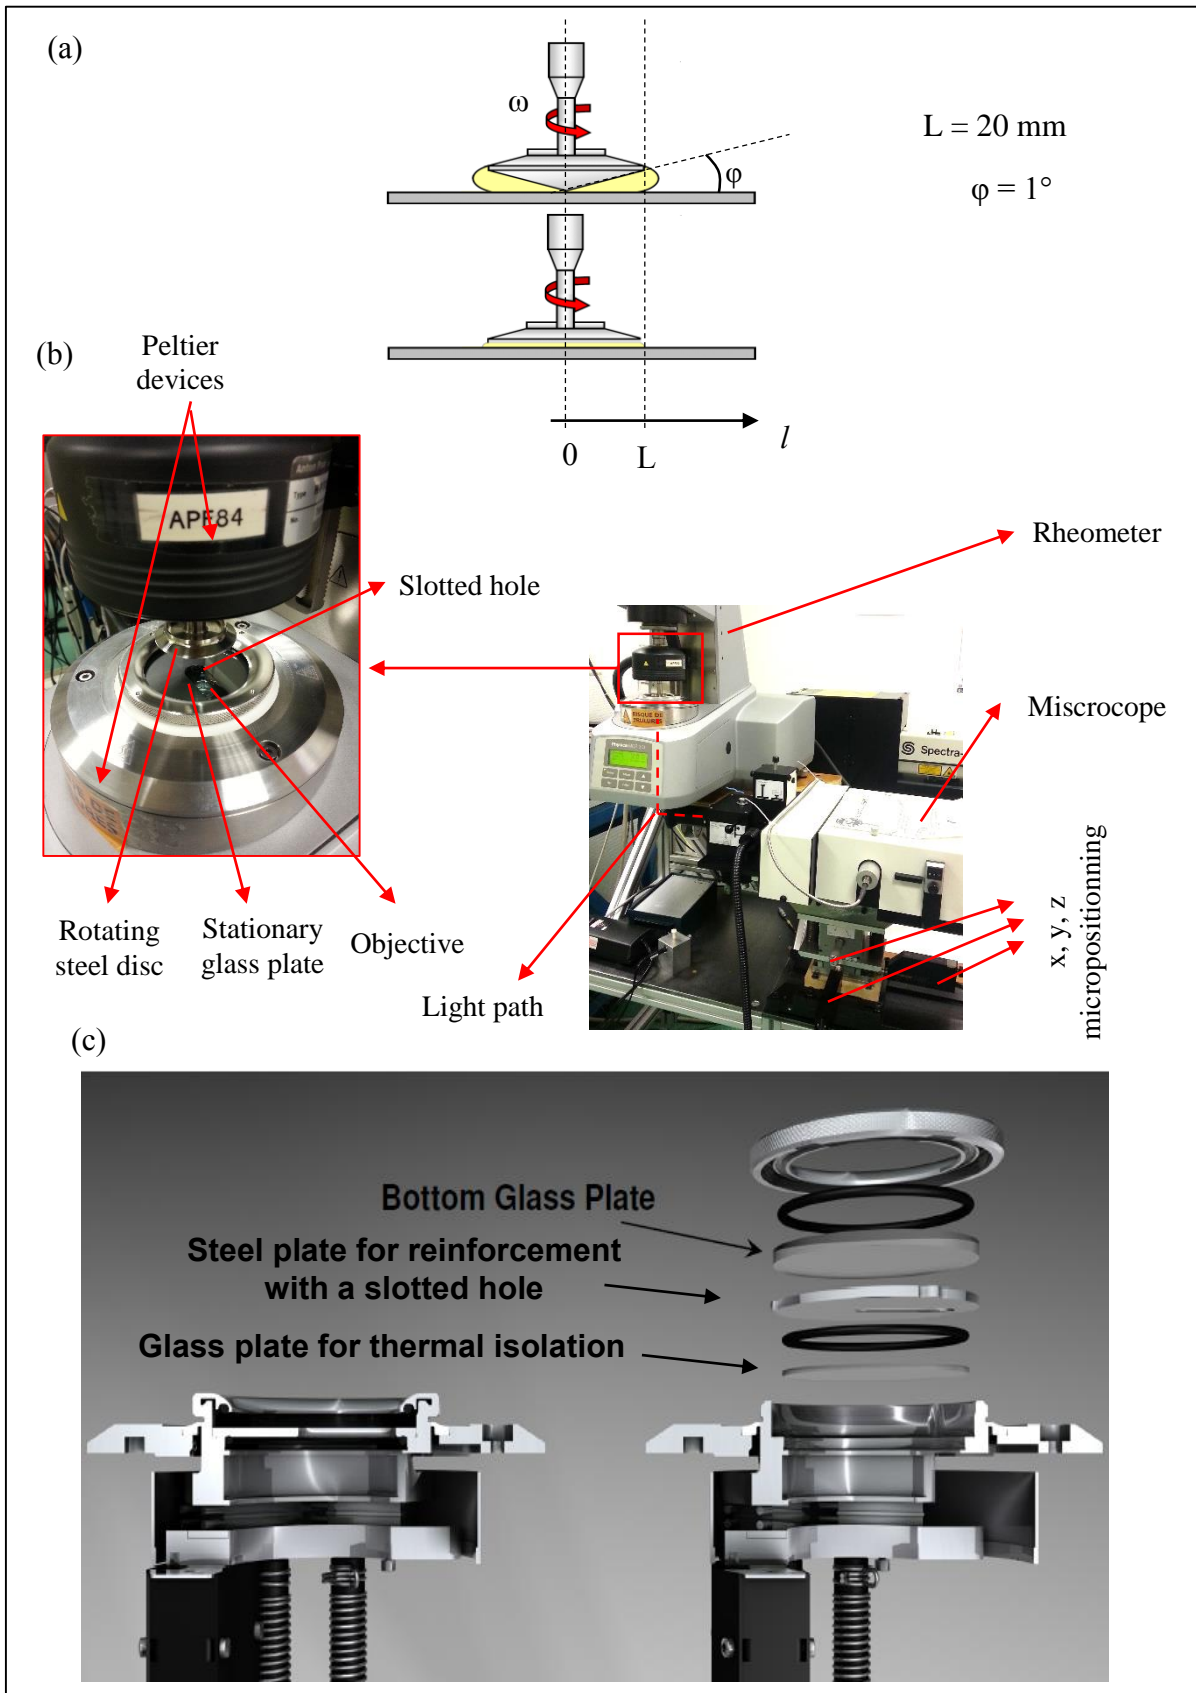 (a)
ω
L = 20 mm
φ
φ = 1°
(b)
Peltier
devices
0
L
l
APF84
Rheometer
Slotted hole
Miscrocope
Spectra-
Rotating
steel disc
Stationary
glass plate
Objective
Light path
x, y, z
micropositionning
(c)
Bottom Glass Plate
Steel plate for reinforcement
with a slotted hole
Glass plate for thermal isolation